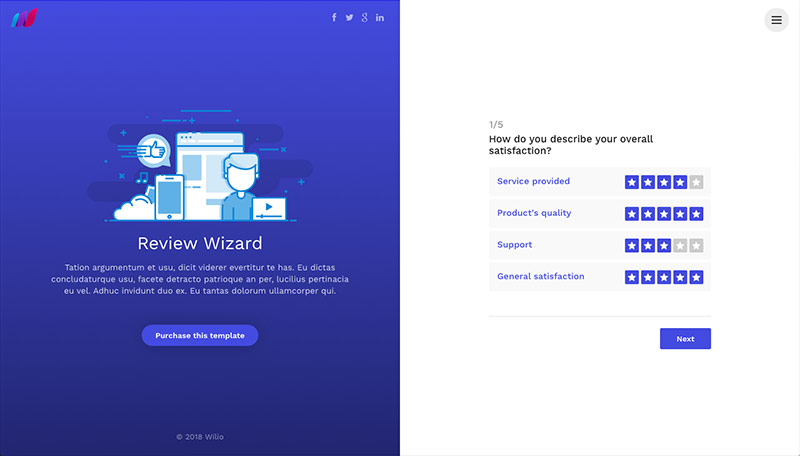 Review Wizard
Tation argumentum et usu, dicit viderer evertitur te has. Eu dictas
concludaturque usu, facete detracto patrioque an per, lucilius pertinacia
eu vel. Adhuc invidunt duo ex. Eu tantas dolorum ullamcorper qui.
Purchase this template
© 2018 Wilio
1/5
How do you describe your overall
satisfaction?
Service provided
Product's quality
Support
General satisfaction
Next